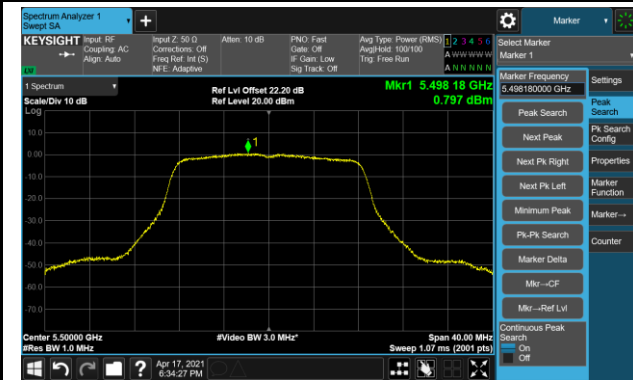 Spectrum Analyzer 1
Swept SA
Marker
KEYSIGHT
Input: RF
Coupling: AC
Align: Auto
Input Z: 50 Ω
Corrections: Off
Freq Ref: Int (S)
NFE: Adaptive
Atten: 10 dB
PNO: Fast
Gate: Off
IF Gain: Low
Sig Track: Off
Avg Type: Power (RMS)
Avg|Hold: 100/100
Trig: Free Run
1 2 3 4 5 6
A W W W W W
A N N N N N
Select Marker
Marker 1
1 Spectrum
Scale/Div 10 dB
Ref Lvl Offset 22.20 dB
Ref Level 20.00 dBm
Mkr1 5.498 18 GHz
0.797 dBm
Log
10.0
0.00
-10.0
-20.0
-30.0
-40.0
-50.0
-60.0
-70.0
1
Center 5.50000 GHz
#Res BW 1.0 MHz
#Video BW 3.0 MHz*
Span 40.00 MHz
Sweep 1.07 ms (2001 pts)
Marker Frequency
5.498180000 GHz
Peak Search
Next Peak
Next Pk Right
Next Pk Left
Minimum Peak
Pk-Pk Search
Marker Delta
Mkr→CF
Mkr→Ref Lvl
Continuous Peak
Search
On
Off
Settings
Peak
Search
Pk Search
Config
Properties
Marker
Function
Marker→
Counter
?
Apr 17, 2021
6:34:27 PM